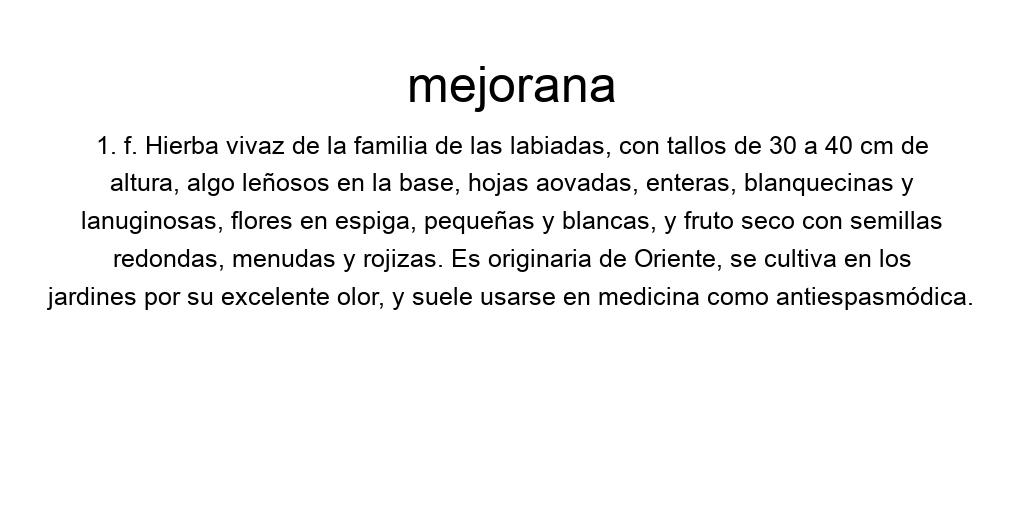 mejorana
1. f. Hierba vivaz de la familia de las labiadas, con tallos de 30 a 40 cm de
altura, algo leñosos en la base, hojas aovadas, enteras, blanquecinas y
lanuginosas, flores en espiga, pequeñas y blancas, y fruto seco con semillas
redondas, menudas y rojizas. Es originaria de Oriente, se cultiva en los
jardines por su excelente olor, y suele usarse en medicina como antiespasmódica.